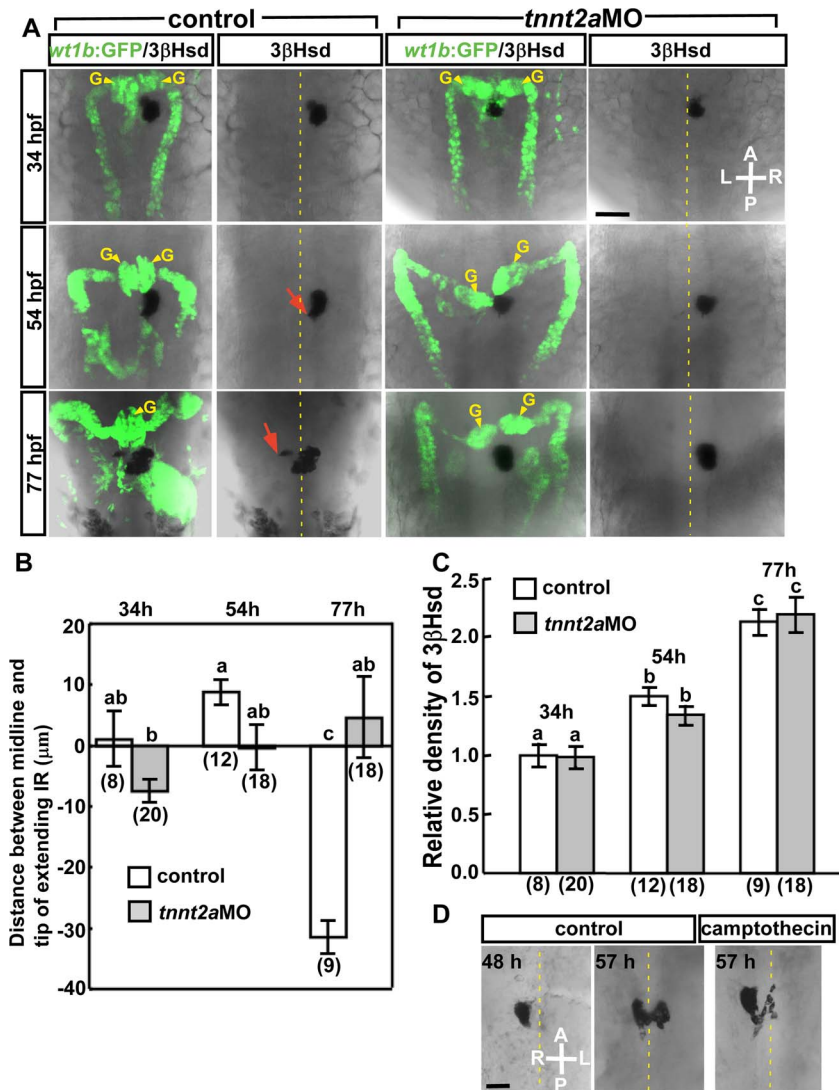 A
control
tnnt2aMO
wt1b:GFP/3βHsd
3βHsd
wt1b:GFP/3βHsd
3βHsd
34 hpf
G G
G G
A
L R
P
54 hpf
G G
G
G
77 hpf
G
G
G
B
34h 54h 77h
Distance between midline and
tip of extending IR (μm)
20
10
0
-10
-20
-30
-40
ab
b
a
ab
c
ab
(8)
(20)
(12)
(18)
(9)
(18)
control
tnnt2aMO
C
Relative density of 3βHsd
2.5
2.0
1.5
1.0
0.5
0.0
control
tnnt2aMO
34h
a a
54h
b b
77h
c c
(8) (20) (12) (18) (9) (18)
D
control
camptothecin
48 h
57 h
57 h
A
R L
P